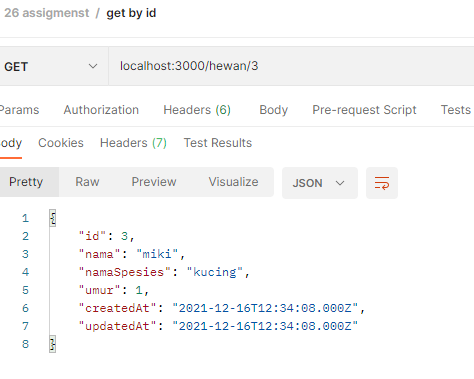 26 assigmenst / get by id
GET localhost:3000/hewan/3
Params Authorization Headers (6) Body Pre-request Script Tests
Body Cookies Headers (7) Test Results
Pretty Raw Preview Visualize JSON
1 {
2 "id": 3,
3 "nama": "miki",
4 "namaSpesies": "kucing",
5 "umur": 1,
6 "createdAt": "2021-12-16T12:34:08.000Z",
7 "updatedAt": "2021-12-16T12:34:08.000Z"
8 }